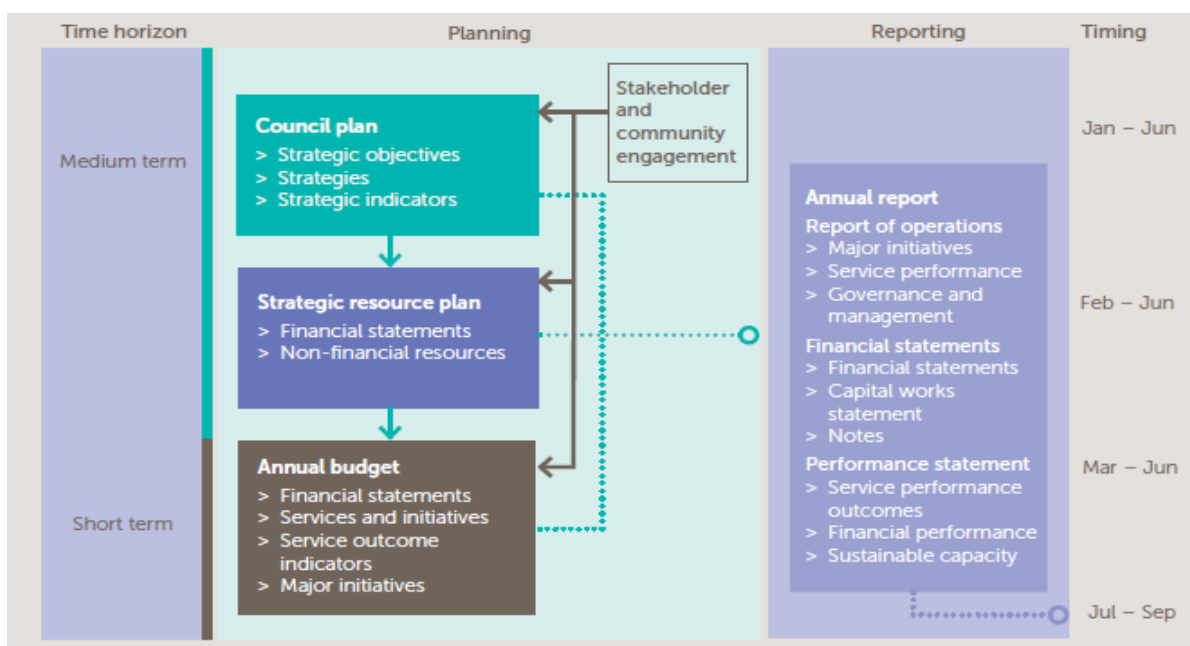 Time horizon
Planning
Reporting
Timing
Medium term
Short term
Council plan
> Strategic objectives
> Strategies
> Strategic indicators
Stakeholder
and
community
engagement
Strategic resource plan
> Financial statements
> Non-financial resources
Annual budget
> Financial statements
> Services and initiatives
> Service outcome
indicators
> Major initiatives
Annual report
Report of operations
> Major initiatives
> Service performance
> Governance and
management
Financial statements
> Financial statements
> Capital works
statement
> Notes
Performance statement
> Service performance
outcomes
> Financial performance
> Sustainable capacity
Jan – Jun
Feb – Jun
Mar – Jun
Jul – Sep